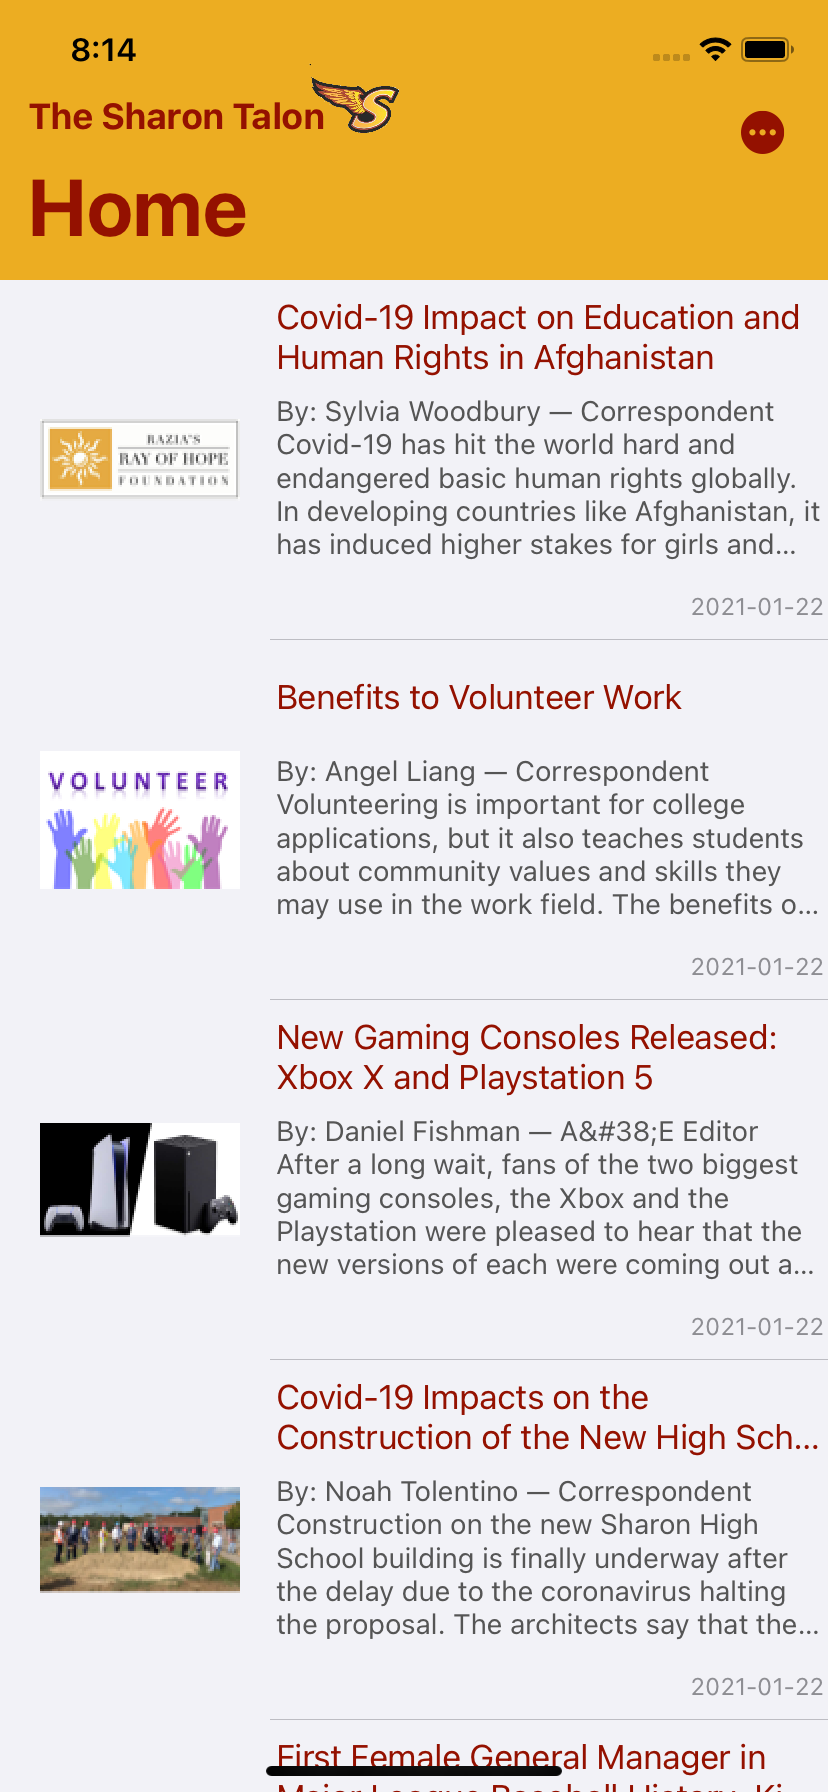 8:14
The Sharon Talon
S
Home
Covid-19 Impact on Education and
Human Rights in Afghanistan
RAZIA'S
RAY OF HOPE
FOUNDATION
By: Sylvia Woodbury — Correspondent
Covid-19 has hit the world hard and
endangered basic human rights globally.
In developing countries like Afghanistan, it
has induced higher stakes for girls and...
2021-01-22
Benefits to Volunteer Work
VOLUNTEER
By: Angel Liang — Correspondent
Volunteering is important for college
applications, but it also teaches students
about community values and skills they
may use in the work field. The benefits o...
2021-01-22
New Gaming Consoles Released:
Xbox X and Playstation 5
By: Daniel Fishman — A&#38;E Editor
After a long wait, fans of the two biggest
gaming consoles, the Xbox and the
Playstation were pleased to hear that the
new versions of each were coming out a...
2021-01-22
Covid-19 Impacts on the
Construction of the New High Sch...
By: Noah Tolentino — Correspondent
Construction on the new Sharon High
School building is finally underway after
the delay due to the coronavirus halting
the proposal. The architects say that the...
2021-01-22
First Female General Manager in
Major League Baseball History, Ki